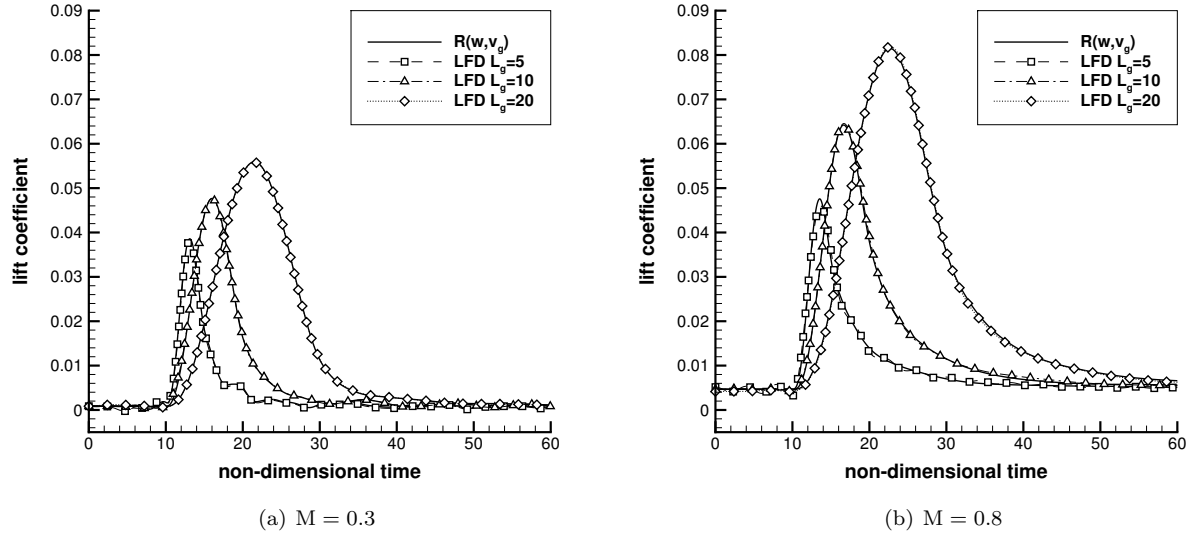 0.09
0.08
0.07
0.06
0.05
0.04
0.03
0.02
0.01
0
lift coefficient
0 10 20 30 40 50 60
non-dimensional time
R(w,v_g)
LFD L_g=5
LFD L_g=10
LFD L_g=20
(a) M = 0.3
0.09
0.08
0.07
0.06
0.05
0.04
0.03
0.02
0.01
0
lift coefficient
0 10 20 30 40 50 60
non-dimensional time
R(w,v_g)
LFD L_g=5
LFD L_g=10
LFD L_g=20
(b) M = 0.8